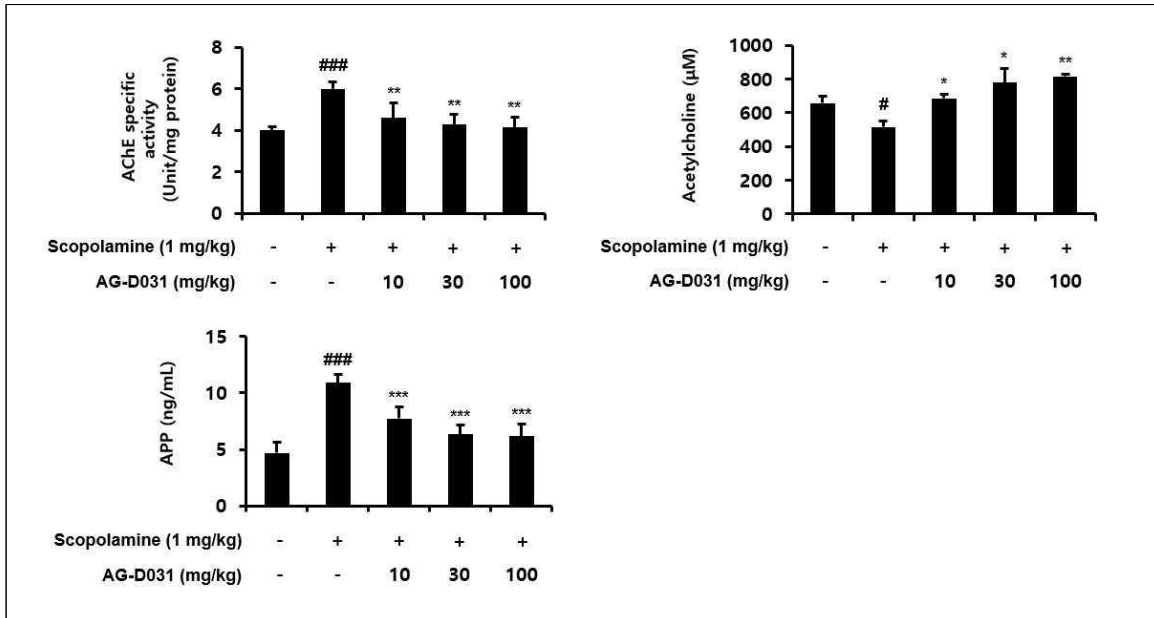 AChE specific
activity
(Unit/mg protein)
8
6
4
2
0
###
**
**
**
Scopolamine (1 mg/kg) - + + + +
AG-D031 (mg/kg) - - 10 30 100
Acetylcholine (μM)
1000
800
600
400
200
0
#
*
*
**
Scopolamine (1 mg/kg) - + + + +
AG-D031 (mg/kg) - - 10 30 100
APP (ng/mL)
15
10
5
0
###
***
***
***
Scopolamine (1 mg/kg) - + + + +
AG-D031 (mg/kg) - - 10 30 100